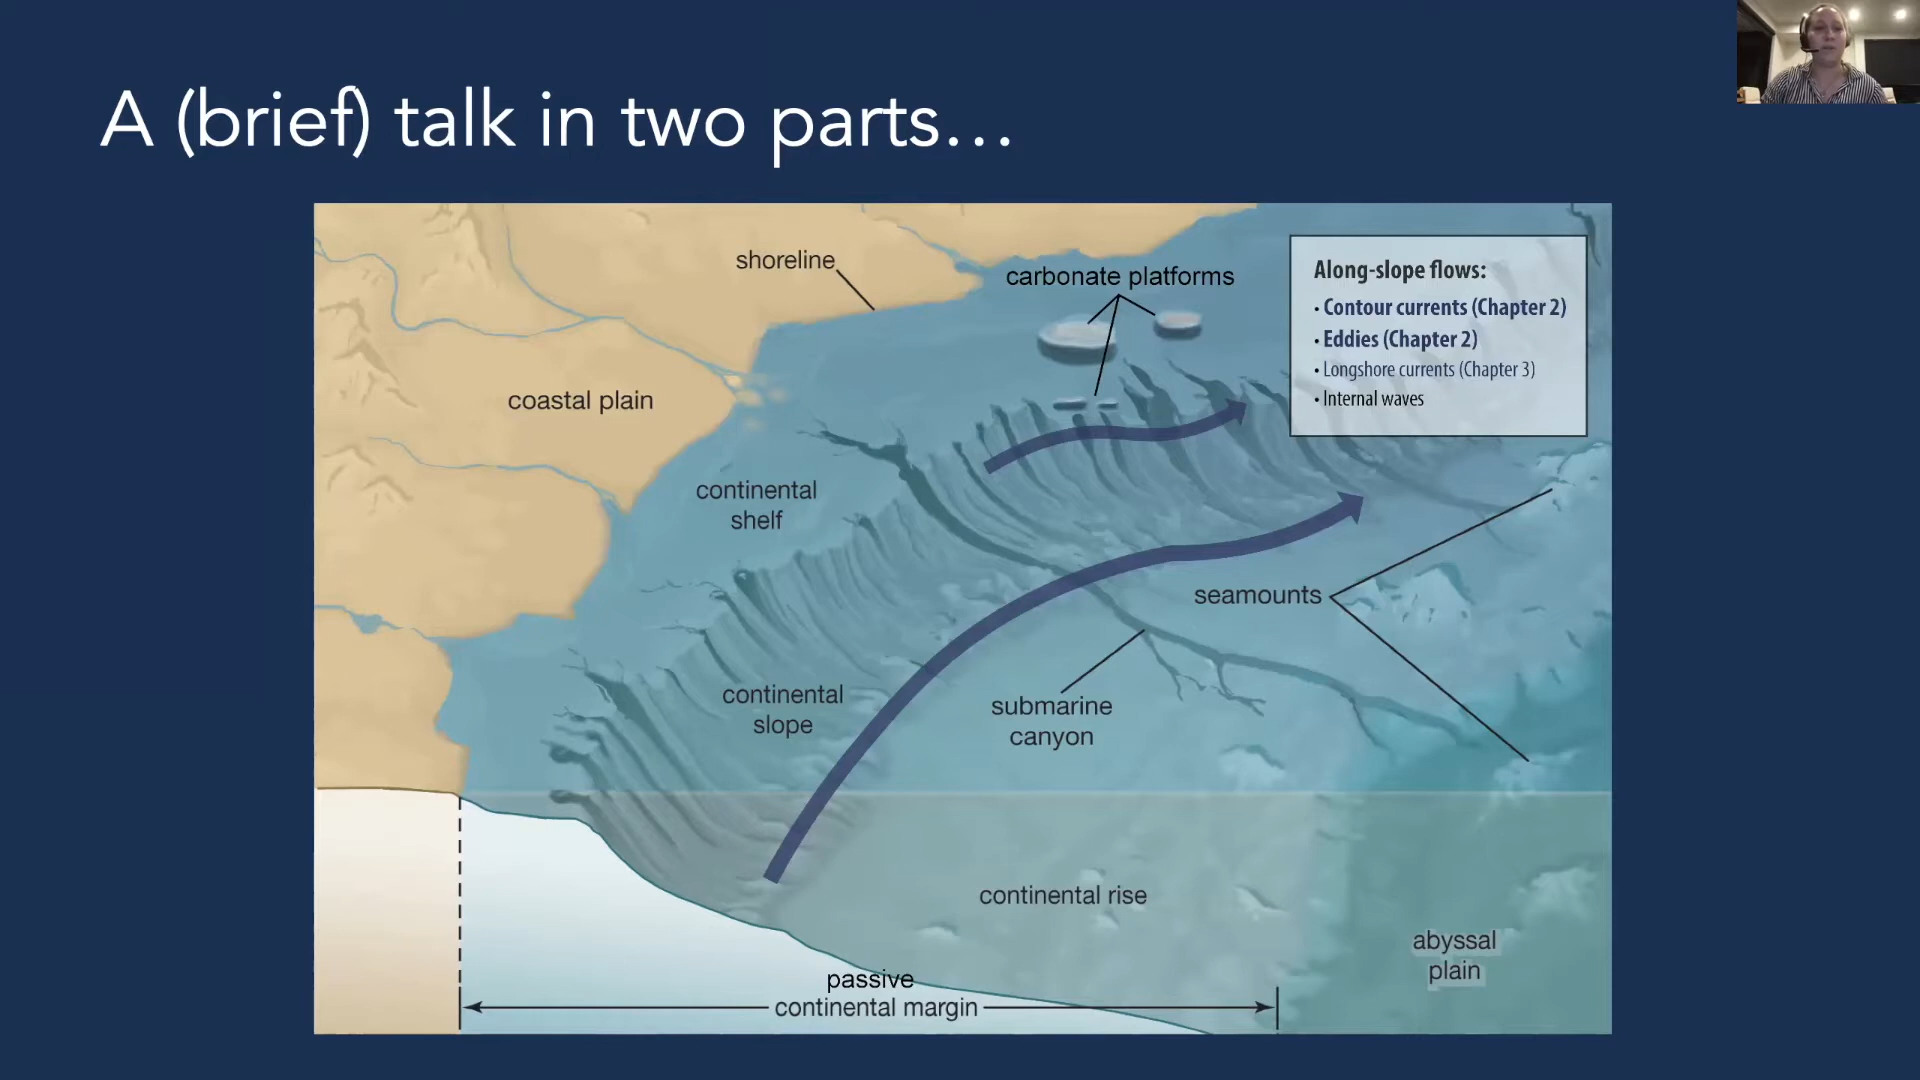 A (brief) talk in two parts...
shoreline
carbonate platforms
Along-slope flows:
• Contour currents (Chapter 2)
• Eddies (Chapter 2)
• Longshore currents (Chapter 3)
• Internal waves
coastal plain
continental
shelf
seamounts
continental
slope
submarine
canyon
continental rise
abyssal
plain
passive
continental margin